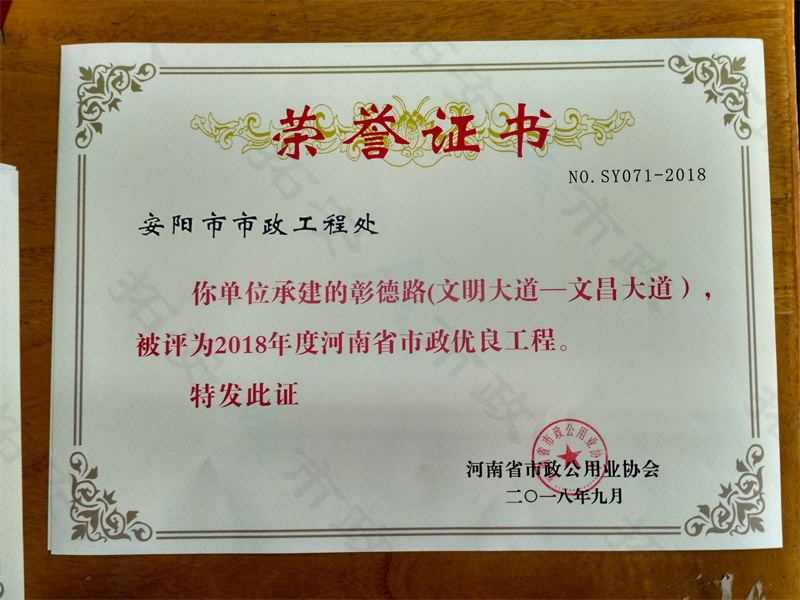 荣誉证书
NO.SY071-2018
安阳市市政工程处
你单位承建的彰德路(文明大道—文昌大道），
被评为2018年度河南省市政优良工程。
特发此证
河南省市政公用业协会
二〇一八年九月